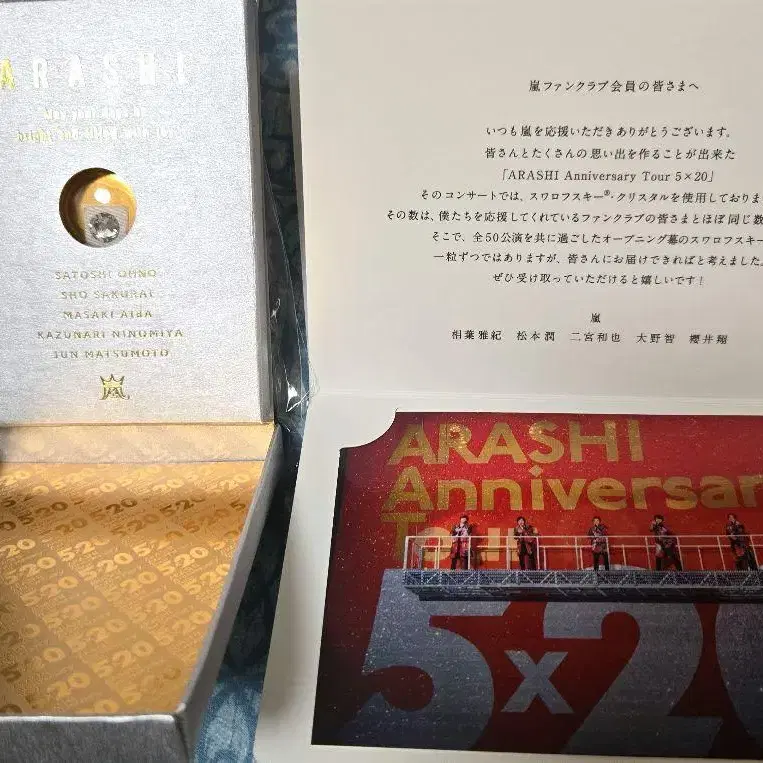 ARASHI
SATOSHI OHNO
SHO SAKURAI
MASAKI AIBA
KAZUNARI NINOMIYA
JUN MATSUMOTO
5×20
嵐ファンクラブ会員の皆さまへ
いつも嵐を応援いただきありがとうございます。
皆さんとたくさんの思い出を作ることが出来た
「ARASHI Anniversary Tour 5×20」
そのコンサートでは、スワロフスキー®・クリスタルを使用しておりま
その数は、僕たちを応援してくれているファンクラブの皆さまとほぼ同じ数
そこで、全50公演を共に過ごしたオープニング幕のスワロフスキー
一粒ずつではありますが、皆さんにお届けできればと考えました。
ぜひ受け取っていただけると嬉しいです！
嵐
相葉雅紀 松本潤 二宮和也 大野智 櫻井翔
ARASHI
Anniversar
Tour
5×20